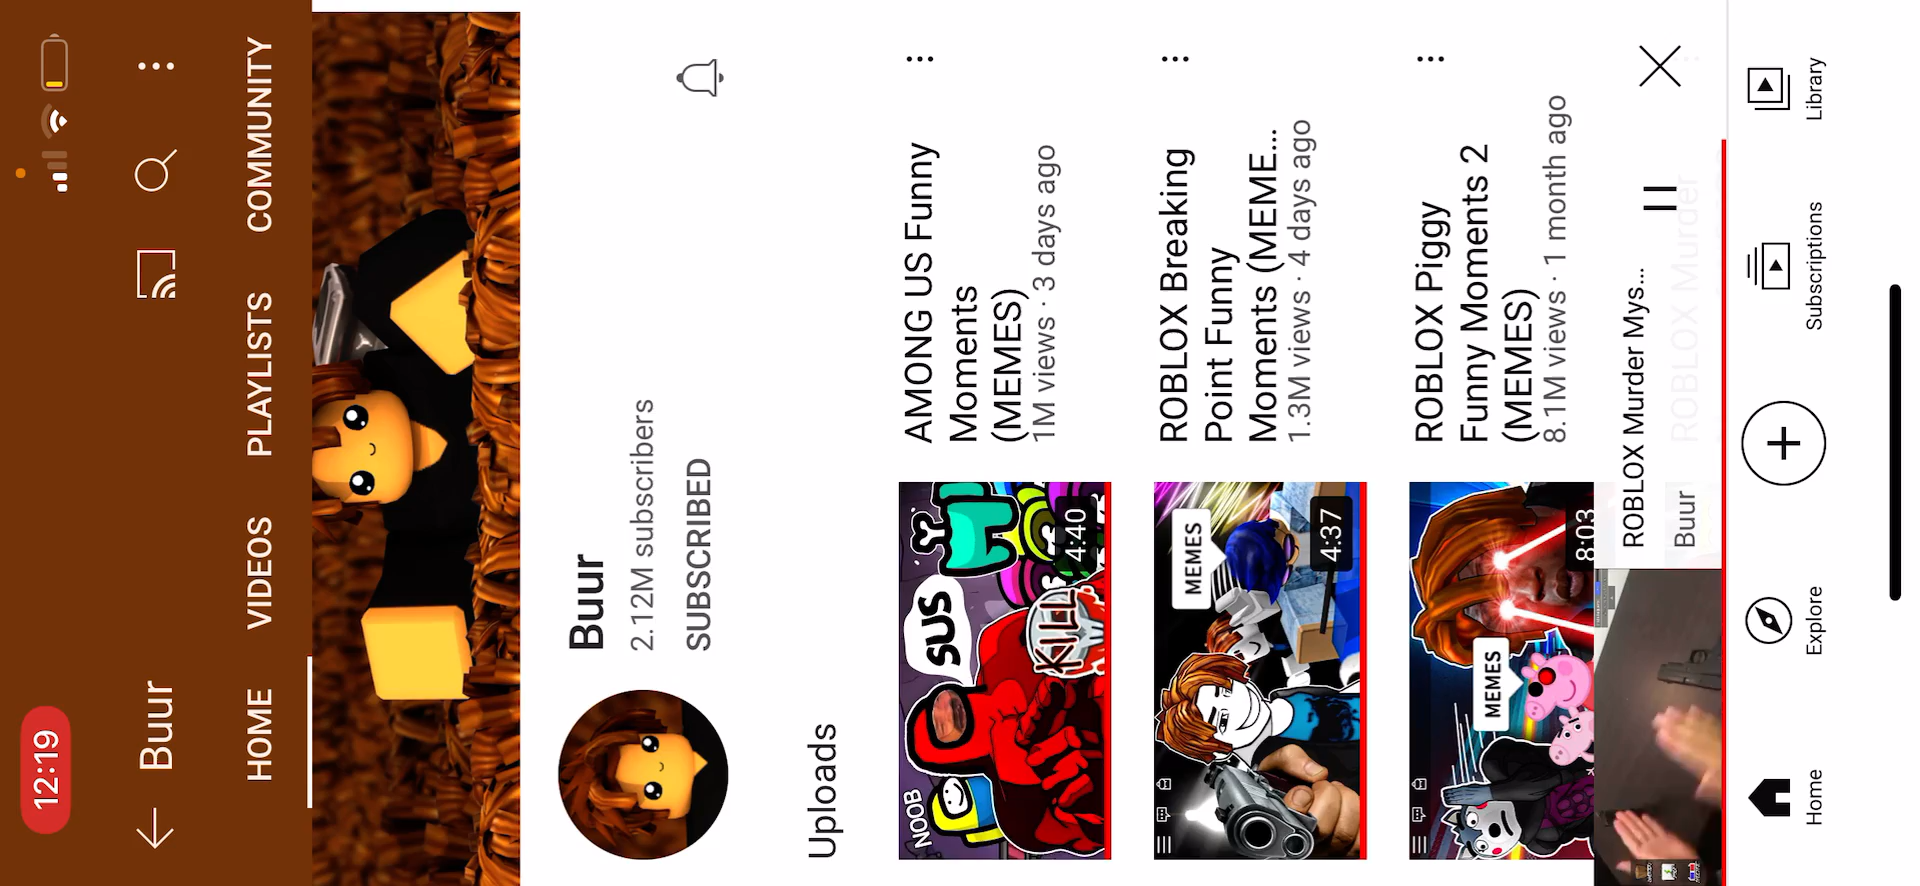 12:19
Buur
HOME VIDEOS PLAYLISTS COMMUNITY
Buur
2.12M subscribers
SUBSCRIBED
Uploads
NOOB
SUS
KILL
4:40
AMONG US Funny
Moments
(MEMES)
1M views · 3 days ago
MEMES
4:37
ROBLOX Breaking
Point Funny
Moments (MEME...
1.3M views · 4 days ago
MEMES
8:03
ROBLOX Piggy
Funny Moments 2
(MEMES)
8.1M views · 1 month ago
ROBLOX Murder Mys...
Buur
ROBLOX Murder
Home
Explore
Subscriptions
Library